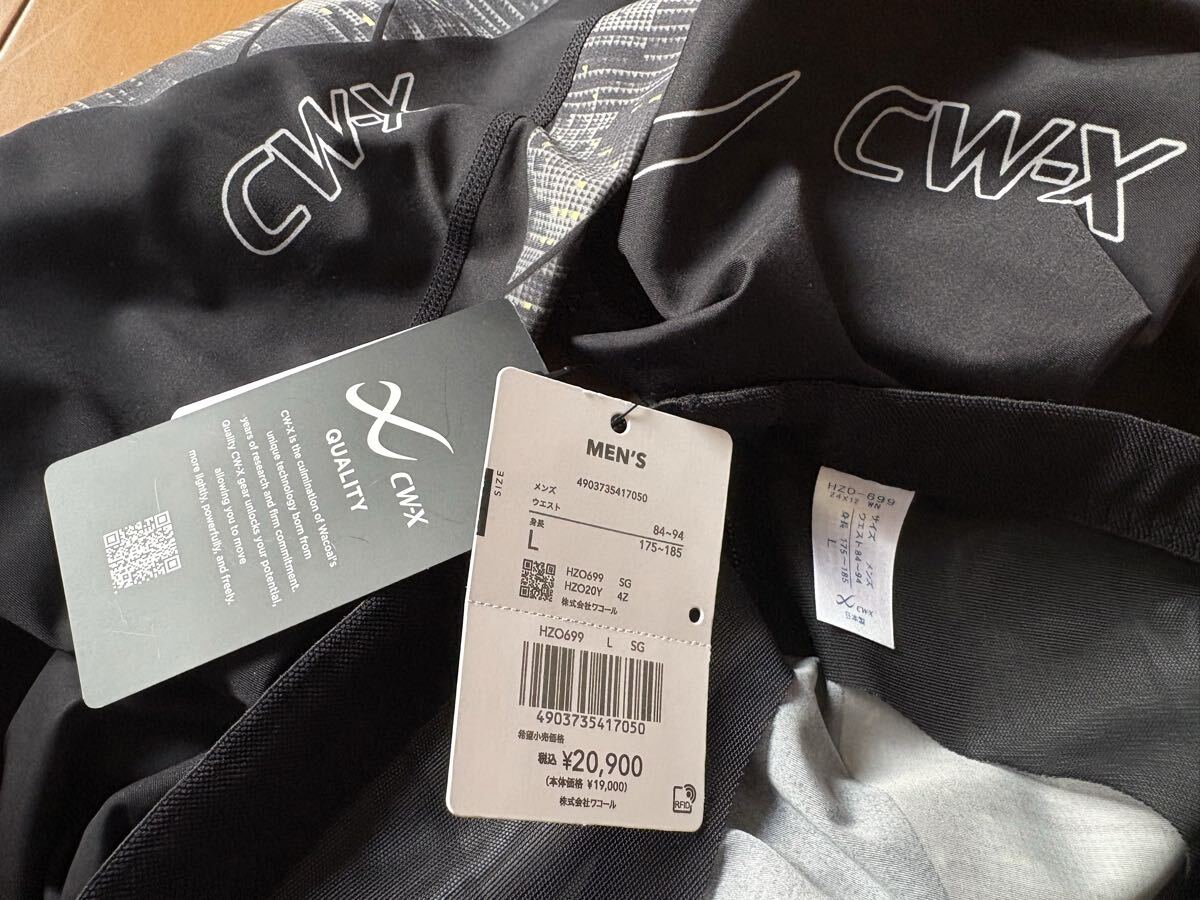 CW-X
CW-X
CW-X
QUALITY
CW-X is the culmination of Wacoal's
unique technology born from
years of research and firm commitment.
Quality CW-X gear unlocks your potential,
allowing you to move
more lightly, powerfully, and freely.
MEN'S
SIZE
4903735417050
メンズ
ウエスト
84~94
身長
175~185
L
HZO699 SG
HZO20Y 4Z
株式会社ワコール
HZO699 L SG
4903735417050
希望小売価格
税込 ¥20,900
(本体価格 ¥19,000)
株式会社ワコール
RFID
HZO-699
24X12 WN
サイズ メンズ
ウエスト 84~94
身長 175~185
L
CW-X
日本製